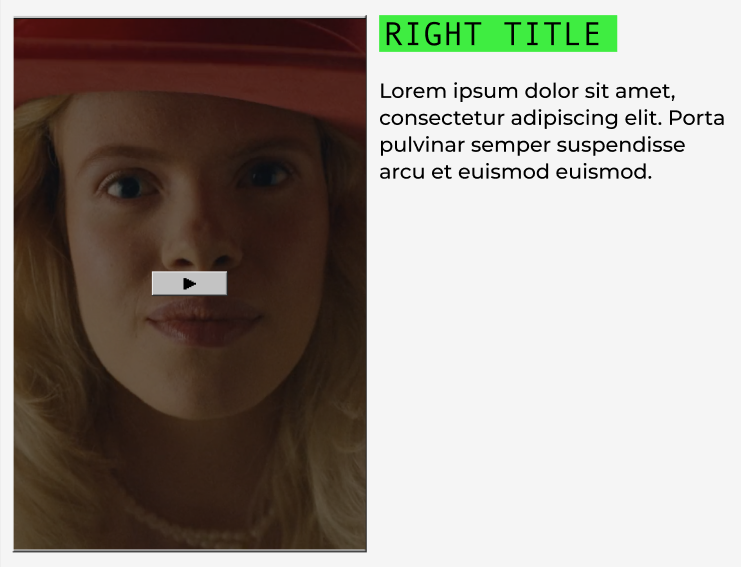 RIGHT TITLE
Lorem ipsum dolor sit amet,
consectetur adipiscing elit. Porta
pulvinar semper suspendisse
arcu et euismod euismod.